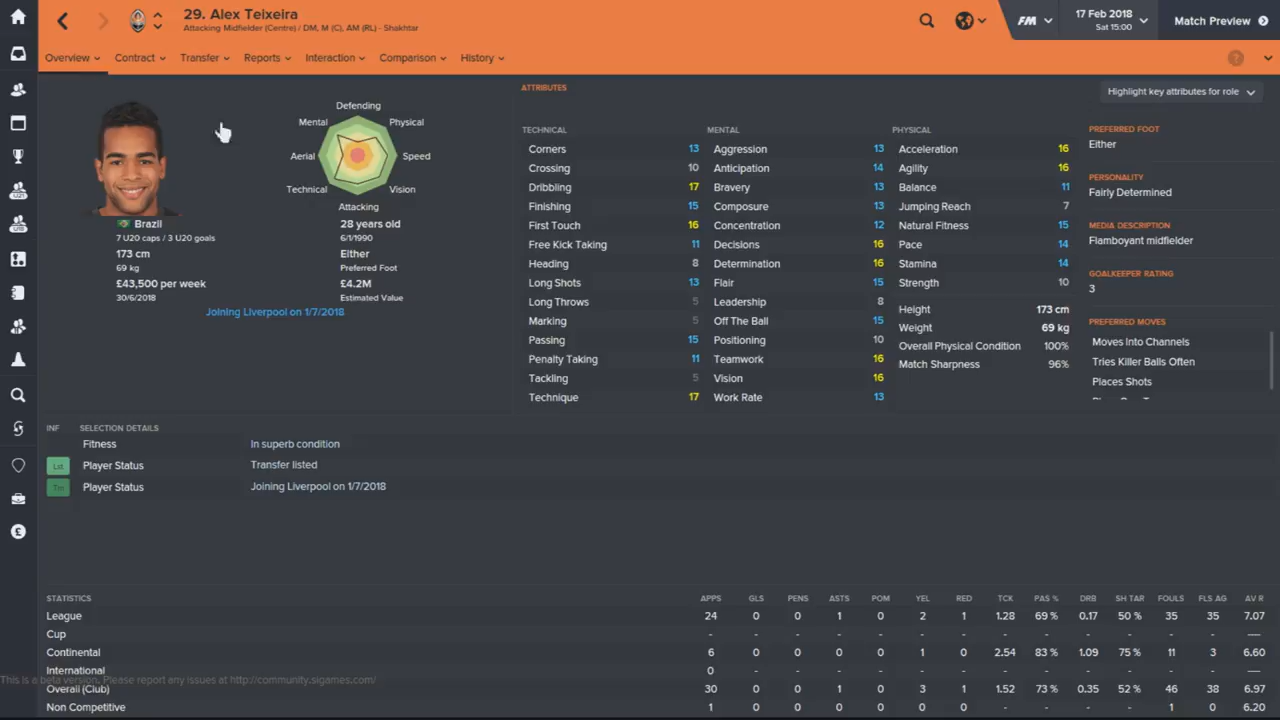 29. Alex Teixeira
Attacking Midfielder (Centre) / DM, M (C), AM (RL) - Shakhtar
FM
17 Feb 2018
Sat 15:00
Match Preview
Overview Contract Transfer Reports Interaction Comparison History
Defending
Mental Physical
Aerial Speed
Technical Vision
Attacking
Brazil
7 U20 caps / 3 U20 goals
173 cm
69 kg
£43,500 per week
30/6/2018
28 years old
6/1/1990
Either
Preferred Foot
£4.2M
Estimated Value
Joining Liverpool on 1/7/2018
ATTRIBUTES
Highlight key attributes for role
TECHNICAL
Corners 13
Crossing 10
Dribbling 17
Finishing 15
First Touch 16
Free Kick Taking 11
Heading 8
Long Shots 13
Long Throws 5
Marking 5
Passing 15
Penalty Taking 11
Tackling 5
Technique 17
MENTAL
Aggression 13
Anticipation 14
Bravery 13
Composure 13
Concentration 12
Decisions 16
Determination 16
Flair 15
Leadership 8
Off The Ball 15
Positioning 10
Teamwork 16
Vision 16
Work Rate 13
PHYSICAL
Acceleration 16
Agility 16
Balance 11
Jumping Reach 7
Natural Fitness 15
Pace 14
Stamina 14
Strength 10
Height 173 cm
Weight 69 kg
Overall Physical Condition 100%
Match Sharpness 96%
PREFERRED FOOT
Either
PERSONALITY
Fairly Determined
MEDIA DESCRIPTION
Flamboyant midfielder
GOALKEEPER RATING
3
PREFERRED MOVES
Moves Into Channels
Tries Killer Balls Often
Places Shots
INF SELECTION DETAILS
Fitness In superb condition
Lst Player Status Transfer listed
Trn Player Status Joining Liverpool on 1/7/2018
STATISTICS APPS GLS PENS ASTS POM YEL RED TCK PAS % DRB SH TAR FOULS FLS AG AV R
League 24 0 0 1 0 2 1 1.28 69 % 0.17 50 % 35 35 7.07
Cup - - - - - - - - - - - - - —
Continental 6 0 0 0 0 1 0 2.54 83 % 1.09 75 % 11 3 6.60
International 0 - - - - - - - - - - - - —
This is a beta version. Please report any issues at http://community.sigames.com/
Overall (Club) 30 0 0 1 0 3 1 1.52 73 % 0.35 52 % 46 38 6.97
Non Competitive 1 0 0 0 0 0 0 1 0 6.20